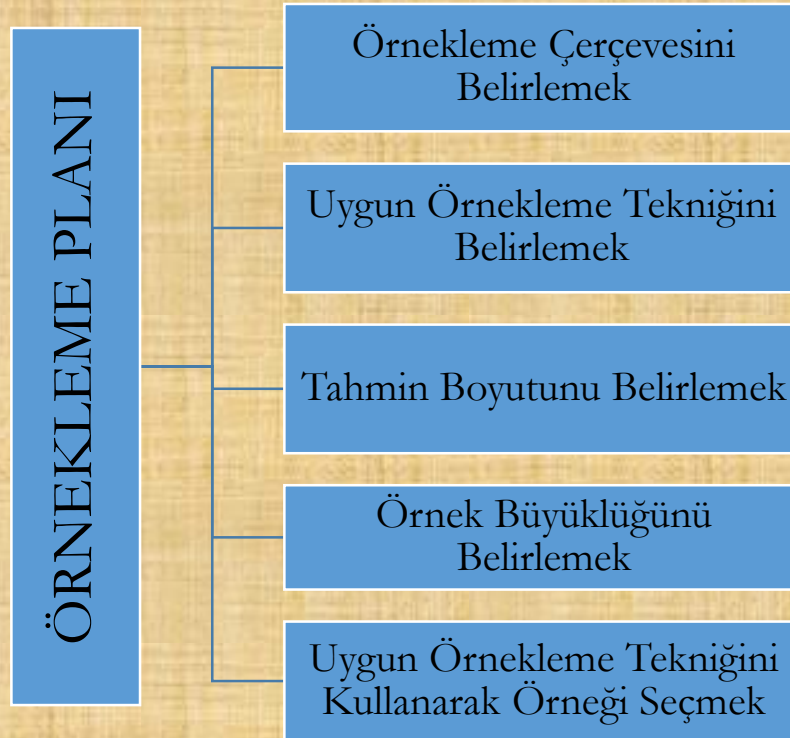 ÖRNEKLEME PLANI
Örnekleme Çerçevesini
Belirlemek
Uygun Örnekleme Tekniğini
Belirlemek
Tahmin Boyutunu Belirlemek
Örnek Büyüklüğünü
Belirlemek
Uygun Örnekleme Tekniğini
Kullanarak Örneği Seçmek